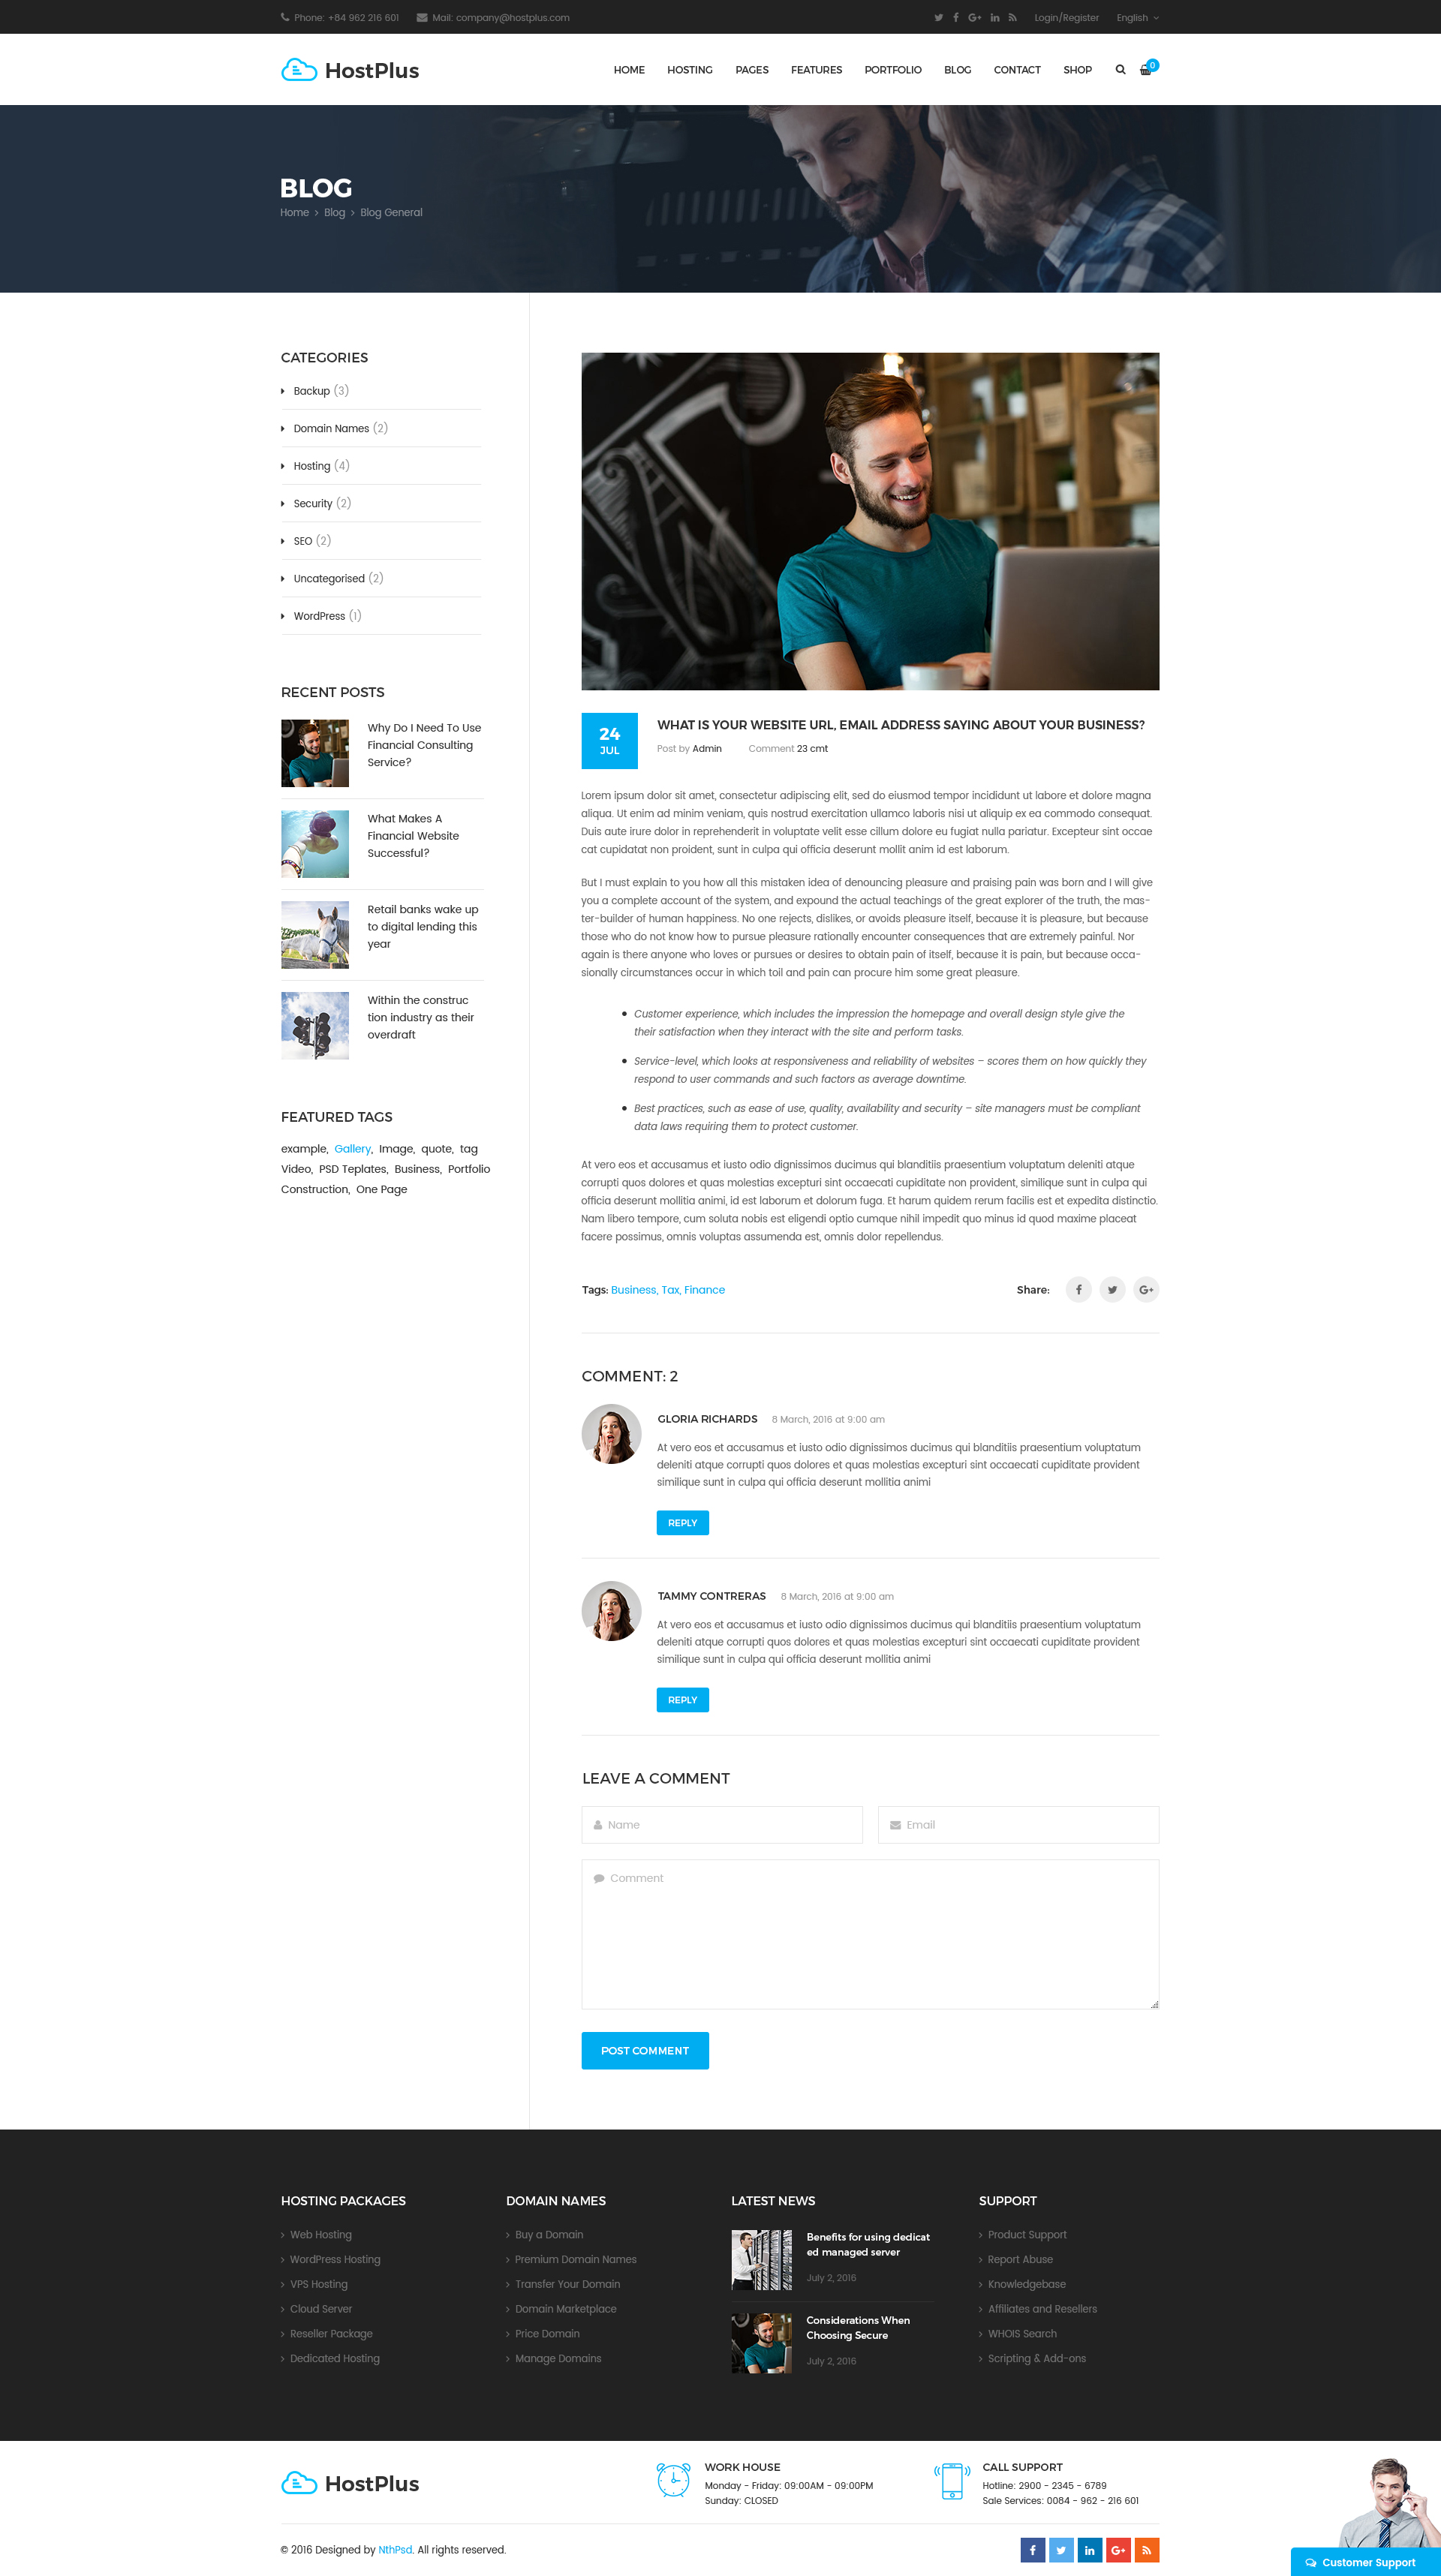 Phone: +84 962 216 601 Mail: company@hostplus.com Login/Register English
HostPlus HOME HOSTING PAGES FEATURES PORTFOLIO BLOG CONTACT SHOP 0
BLOG
Home > Blog > Blog General
CATEGORIES
Backup (3)
Domain Names (2)
Hosting (4)
Security (2)
SEO (2)
Uncategorised (2)
WordPress (1)
RECENT POSTS
Why Do I Need To Use
Financial Consulting
Service?
What Makes A
Financial Website
Successful?
Retail banks wake up
to digital lending this
year
Within the construc
tion industry as their
overdraft
FEATURED TAGS
example, Gallery, Image, quote, tag
Video, PSD Teplates, Business, Portfolio
Construction, One Page
24
JUL
WHAT IS YOUR WEBSITE URL, EMAIL ADDRESS SAYING ABOUT YOUR BUSINESS?
Post by Admin Comment 23 cmt
Lorem ipsum dolor sit amet, consectetur adipiscing elit, sed do eiusmod tempor incididunt ut labore et dolore magna
aliqua. Ut enim ad minim veniam, quis nostrud exercitation ullamco laboris nisi ut aliquip ex ea commodo consequat.
Duis aute irure dolor in reprehenderit in voluptate velit esse cillum dolore eu fugiat nulla pariatur. Excepteur sint occae
cat cupidatat non proident, sunt in culpa qui officia deserunt mollit anim id est laborum.
But I must explain to you how all this mistaken idea of denouncing pleasure and praising pain was born and I will give
you a complete account of the system, and expound the actual teachings of the great explorer of the truth, the mas-
ter-builder of human happiness. No one rejects, dislikes, or avoids pleasure itself, because it is pleasure, but because
those who do not know how to pursue pleasure rationally encounter consequences that are extremely painful. Nor
again is there anyone who loves or pursues or desires to obtain pain of itself, because it is pain, but because occa-
sionally circumstances occur in which toil and pain can procure him some great pleasure.
• Customer experience, which includes the impression the homepage and overall design style give the
their satisfaction when they interact with the site and perform tasks.
• Service-level, which looks at responsiveness and reliability of websites – scores them on how quickly they
respond to user commands and such factors as average downtime.
• Best practices, such as ease of use, quality, availability and security – site managers must be compliant
data laws requiring them to protect customer.
At vero eos et accusamus et iusto odio dignissimos ducimus qui blanditiis praesentium voluptatum deleniti atque
corrupti quos dolores et quas molestias excepturi sint occaecati cupiditate non provident, similique sunt in culpa qui
officia deserunt mollitia animi, id est laborum et dolorum fuga. Et harum quidem rerum facilis est et expedita distinctio.
Nam libero tempore, cum soluta nobis est eligendi optio cumque nihil impedit quo minus id quod maxime placeat
facere possimus, omnis voluptas assumenda est, omnis dolor repellendus.
Tags: Business, Tax, Finance Share:
COMMENT: 2
GLORIA RICHARDS 8 March, 2016 at 9:00 am
At vero eos et accusamus et iusto odio dignissimos ducimus qui blanditiis praesentium voluptatum
deleniti atque corrupti quos dolores et quas molestias excepturi sint occaecati cupiditate provident
similique sunt in culpa qui officia deserunt mollitia animi
REPLY
TAMMY CONTRERAS 8 March, 2016 at 9:00 am
At vero eos et accusamus et iusto odio dignissimos ducimus qui blanditiis praesentium voluptatum
deleniti atque corrupti quos dolores et quas molestias excepturi sint occaecati cupiditate provident
similique sunt in culpa qui officia deserunt mollitia animi
REPLY
LEAVE A COMMENT
Name Email
Comment
POST COMMENT
HOSTING PACKAGES
Web Hosting
WordPress Hosting
VPS Hosting
Cloud Server
Reseller Package
Dedicated Hosting
DOMAIN NAMES
Buy a Domain
Premium Domain Names
Transfer Your Domain
Domain Marketplace
Price Domain
Manage Domains
LATEST NEWS
Benefits for using dedicat
ed managed server
July 2, 2016
Considerations When
Choosing Secure
July 2, 2016
SUPPORT
Product Support
Report Abuse
Knowledgebase
Affiliates and Resellers
WHOIS Search
Scripting & Add-ons
HostPlus
WORK HOUSE
Monday - Friday: 09:00AM - 09:00PM
Sunday: CLOSED
CALL SUPPORT
Hotline: 2900 - 2345 - 6789
Sale Services: 0084 - 962 - 216 601
© 2016 Designed by NthPsd. All rights reserved.
Customer Support